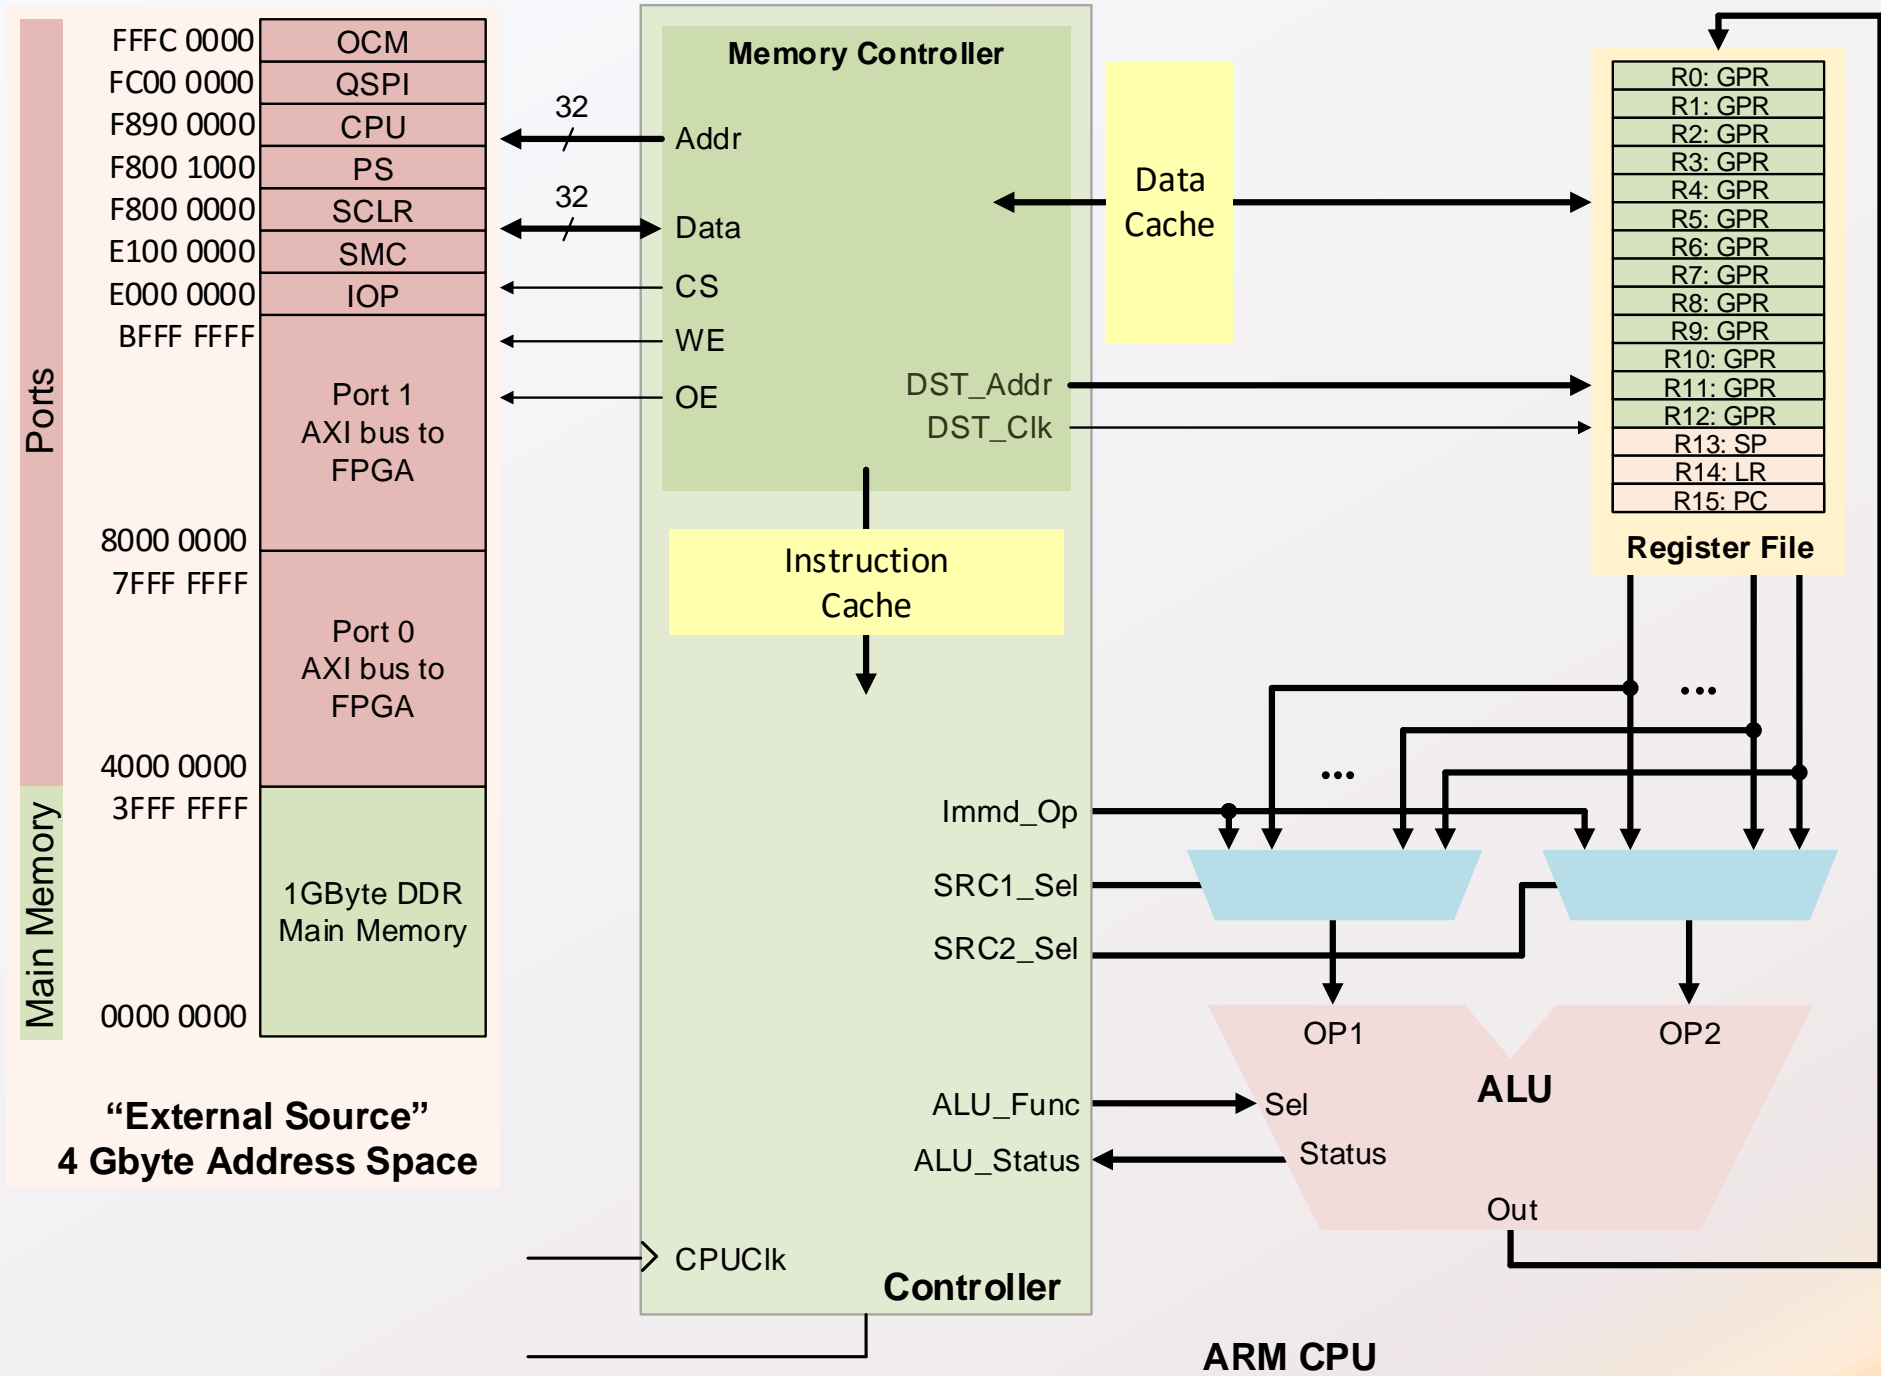 Ports
Main Memory
FFFC 0000
OCM
FC00 0000
QSPI
F890 0000
CPU
F800 1000
PS
F800 0000
SCLR
E100 0000
SMC
E000 0000
IOP
BFFF FFFF
Port 1
AXI bus to
FPGA
8000 0000
7FFF FFFF
Port 0
AXI bus to
FPGA
4000 0000
3FFF FFFF
1GByte DDR
Main Memory
0000 0000
“External Source”
4 Gbyte Address Space
32
32
Memory Controller
Addr
Data
CS
WE
OE
DST_Addr
DST_Clk
Instruction
Cache
Immd_Op
SRC1_Sel
SRC2_Sel
ALU_Func
ALU_Status
CPUClk
Controller
Data
Cache
R0: GPR
R1: GPR
R2: GPR
R3: GPR
R4: GPR
R5: GPR
R6: GPR
R7: GPR
R8: GPR
R9: GPR
R10: GPR
R11: GPR
R12: GPR
R13: SP
R14: LR
R15: PC
Register File
...
...
OP1
OP2
ALU
Sel
Status
Out
ARM CPU